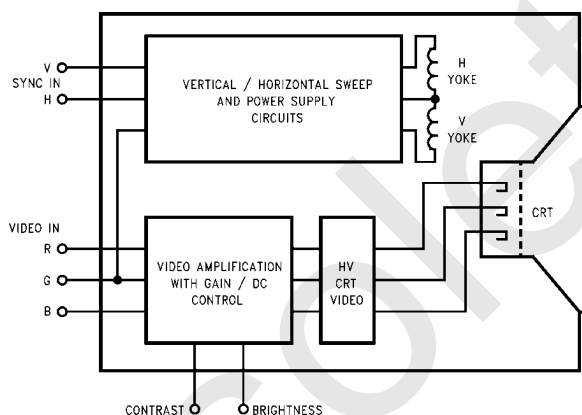 V
SYNC IN
H
VERTICAL / HORIZONTAL SWEEP
AND POWER SUPPLY
CIRCUITS
H
YOKE
V
YOKE
CRT
VIDEO IN
R
G
B
VIDEO AMPLIFICATION
WITH GAIN / DC
CONTROL
HV
CRT
VIDEO
CONTRAST
BRIGHTNESS